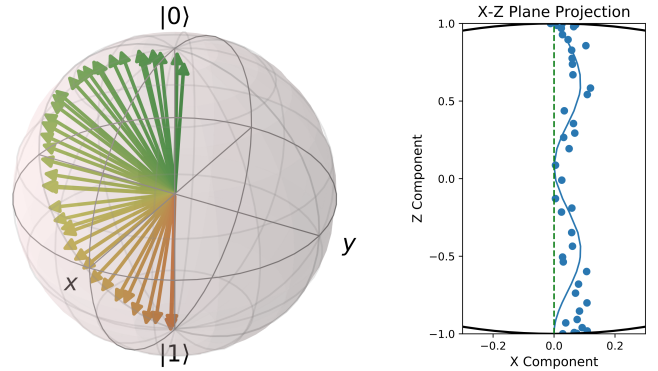 |0⟩
x
y
|1⟩
X-Z Plane Projection
1.0
0.5
0.0
−0.5
−1.0
Z Component
−0.2
0.0
0.2
X Component